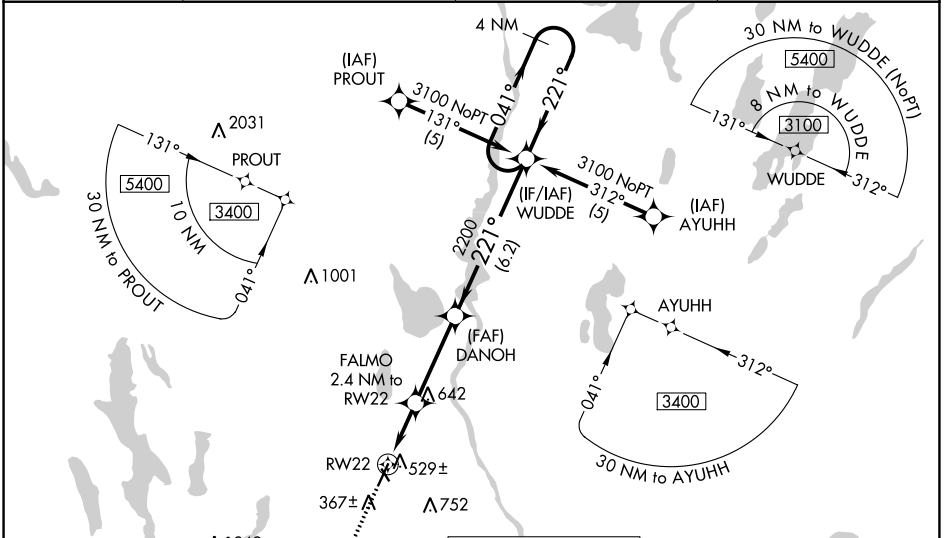 4 NM
(IAF)
PROUT
3100 NoPT
131°
(5)
041°
221°
3100 NoPT
312°
(5)
(IF/IAF)
WUDDE
(IAF)
AYUHH
2200
221°
(6.2)
(FAF)
DANOH
FALMO
2.4 NM to
RW22
642
RW22
529±
367±
752
2031
1001
131°
PROUT
5400
3400
10 NM
30 NM to PROUT
041°
30 NM to WUDDE (NoPT)
5400
8 NM to WUDDE
3100
131°
WUDDE
312°
AYUHH
312°
041°
3400
30 NM to AYUHH